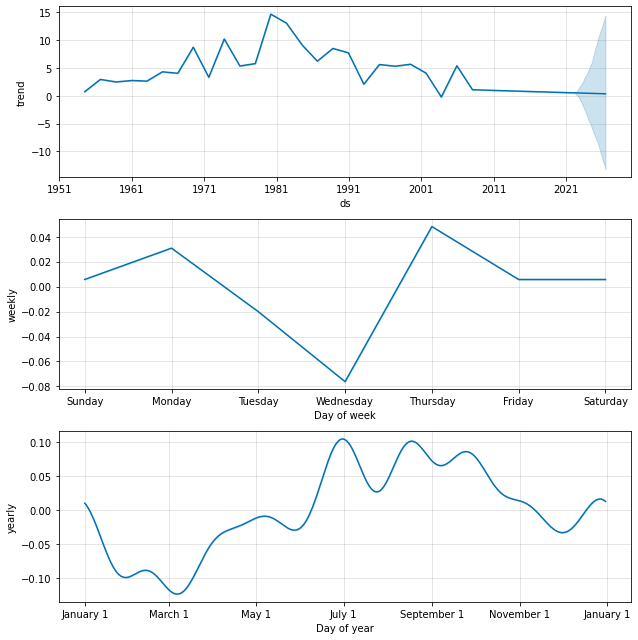 15
10
5
0
−5
−10
trend
1951 1961 1971 1981 1991 2001 2011 2021
ds
0.04
0.02
0.00
−0.02
−0.04
−0.06
−0.08
weekly
Sunday Monday Tuesday Wednesday Thursday Friday Saturday
Day of week
0.10
0.05
0.00
−0.05
−0.10
yearly
January 1 March 1 May 1 July 1 September 1 November 1 January 1
Day of year